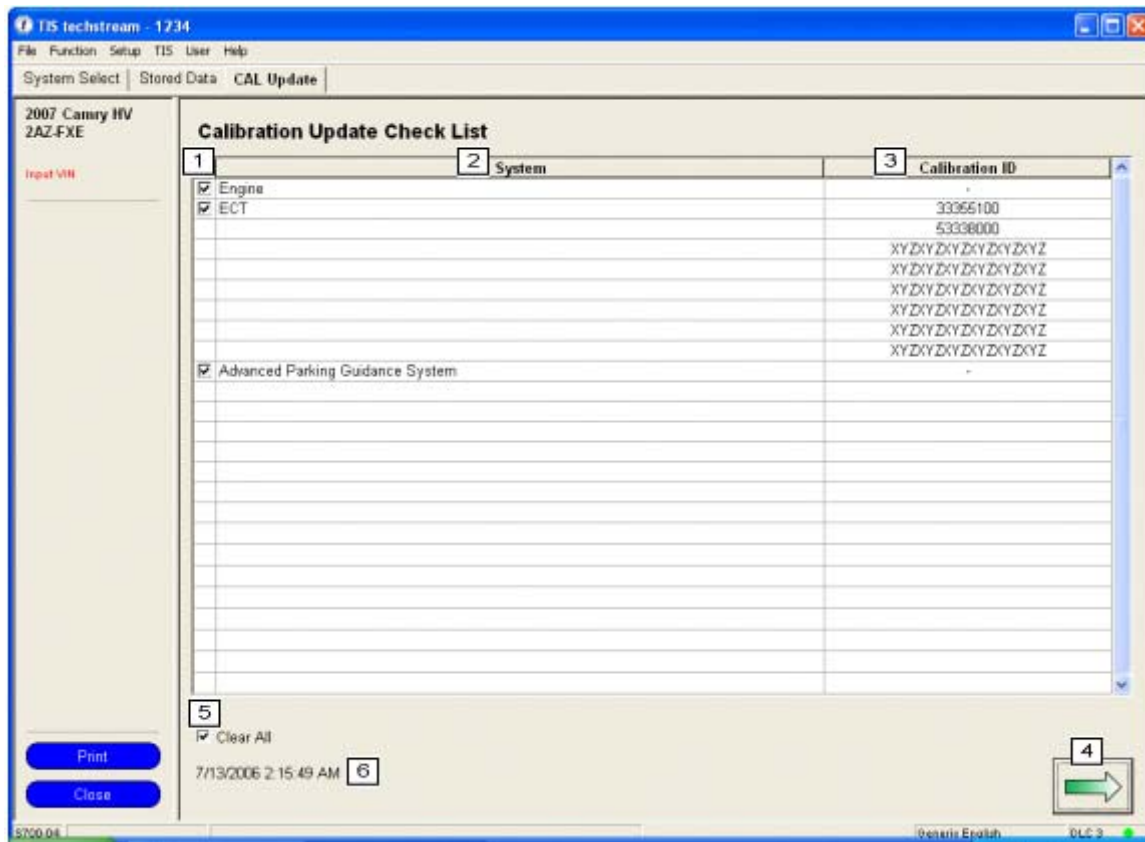 TIS techstream - 1234
File Function Setup TIS User Help
System Select Stored Data CAL Update
2007 Camry HV
2AZ-FXE
Input VIN
Calibration Update Check List
1 2 System 3 Calibration ID
Engine -
ECT 33355100
53338000
XYZXYZXYZXYZXYZXYZ
XYZXYZXYZXYZXYZXYZ
XYZXYZXYZXYZXYZXYZ
XYZXYZXYZXYZXYZXYZ
XYZXYZXYZXYZXYZXYZ
XYZXYZXYZXYZXYZXYZ
Advanced Parking Guidance System -
5
Clear All
7/13/2006 2:15:49 AM 6
4
Print
Close
S700-04 Generic English DLC 3